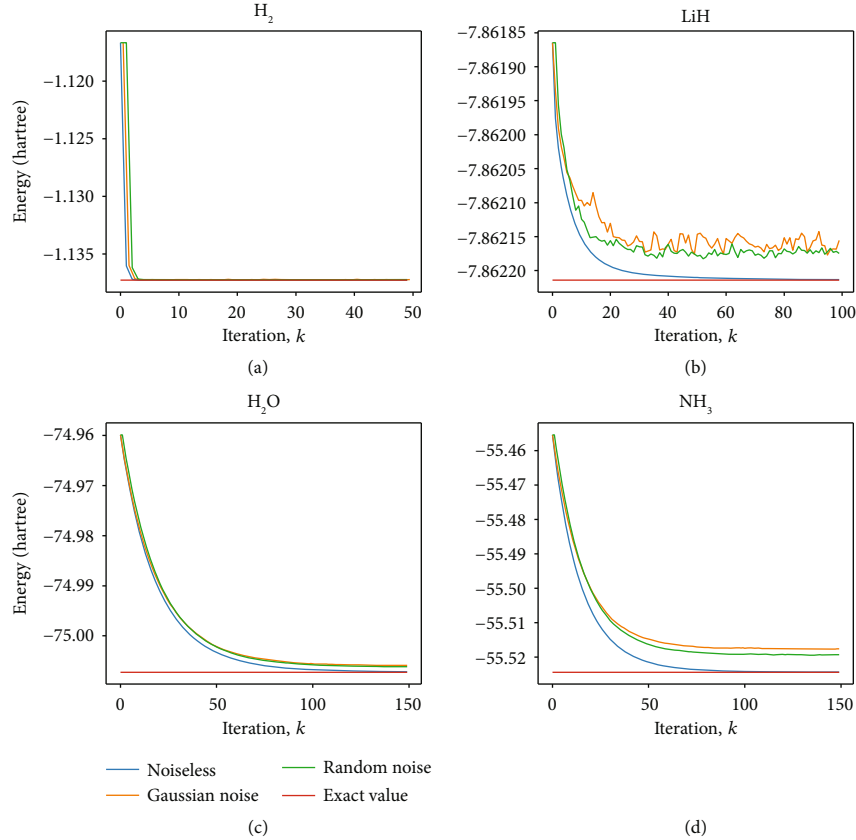 H₂
Energy (hartree)
−1.120
−1.125
−1.130
−1.135
0 10 20 30 40 50
Iteration, k
(a)
LiH
−7.86185
−7.86190
−7.86195
−7.86200
−7.86205
−7.86210
−7.86215
−7.86220
0 20 40 60 80 100
Iteration, k
(b)
H₂O
Energy (hartree)
−74.96
−74.97
−74.98
−74.99
−75.00
0 50 100 150
Iteration, k
NH₃
−55.46
−55.47
−55.48
−55.49
−55.50
−55.51
−55.52
0 50 100 150
Iteration, k
Noiseless
Gaussian noise
Random noise
Exact value
(c)
(d)